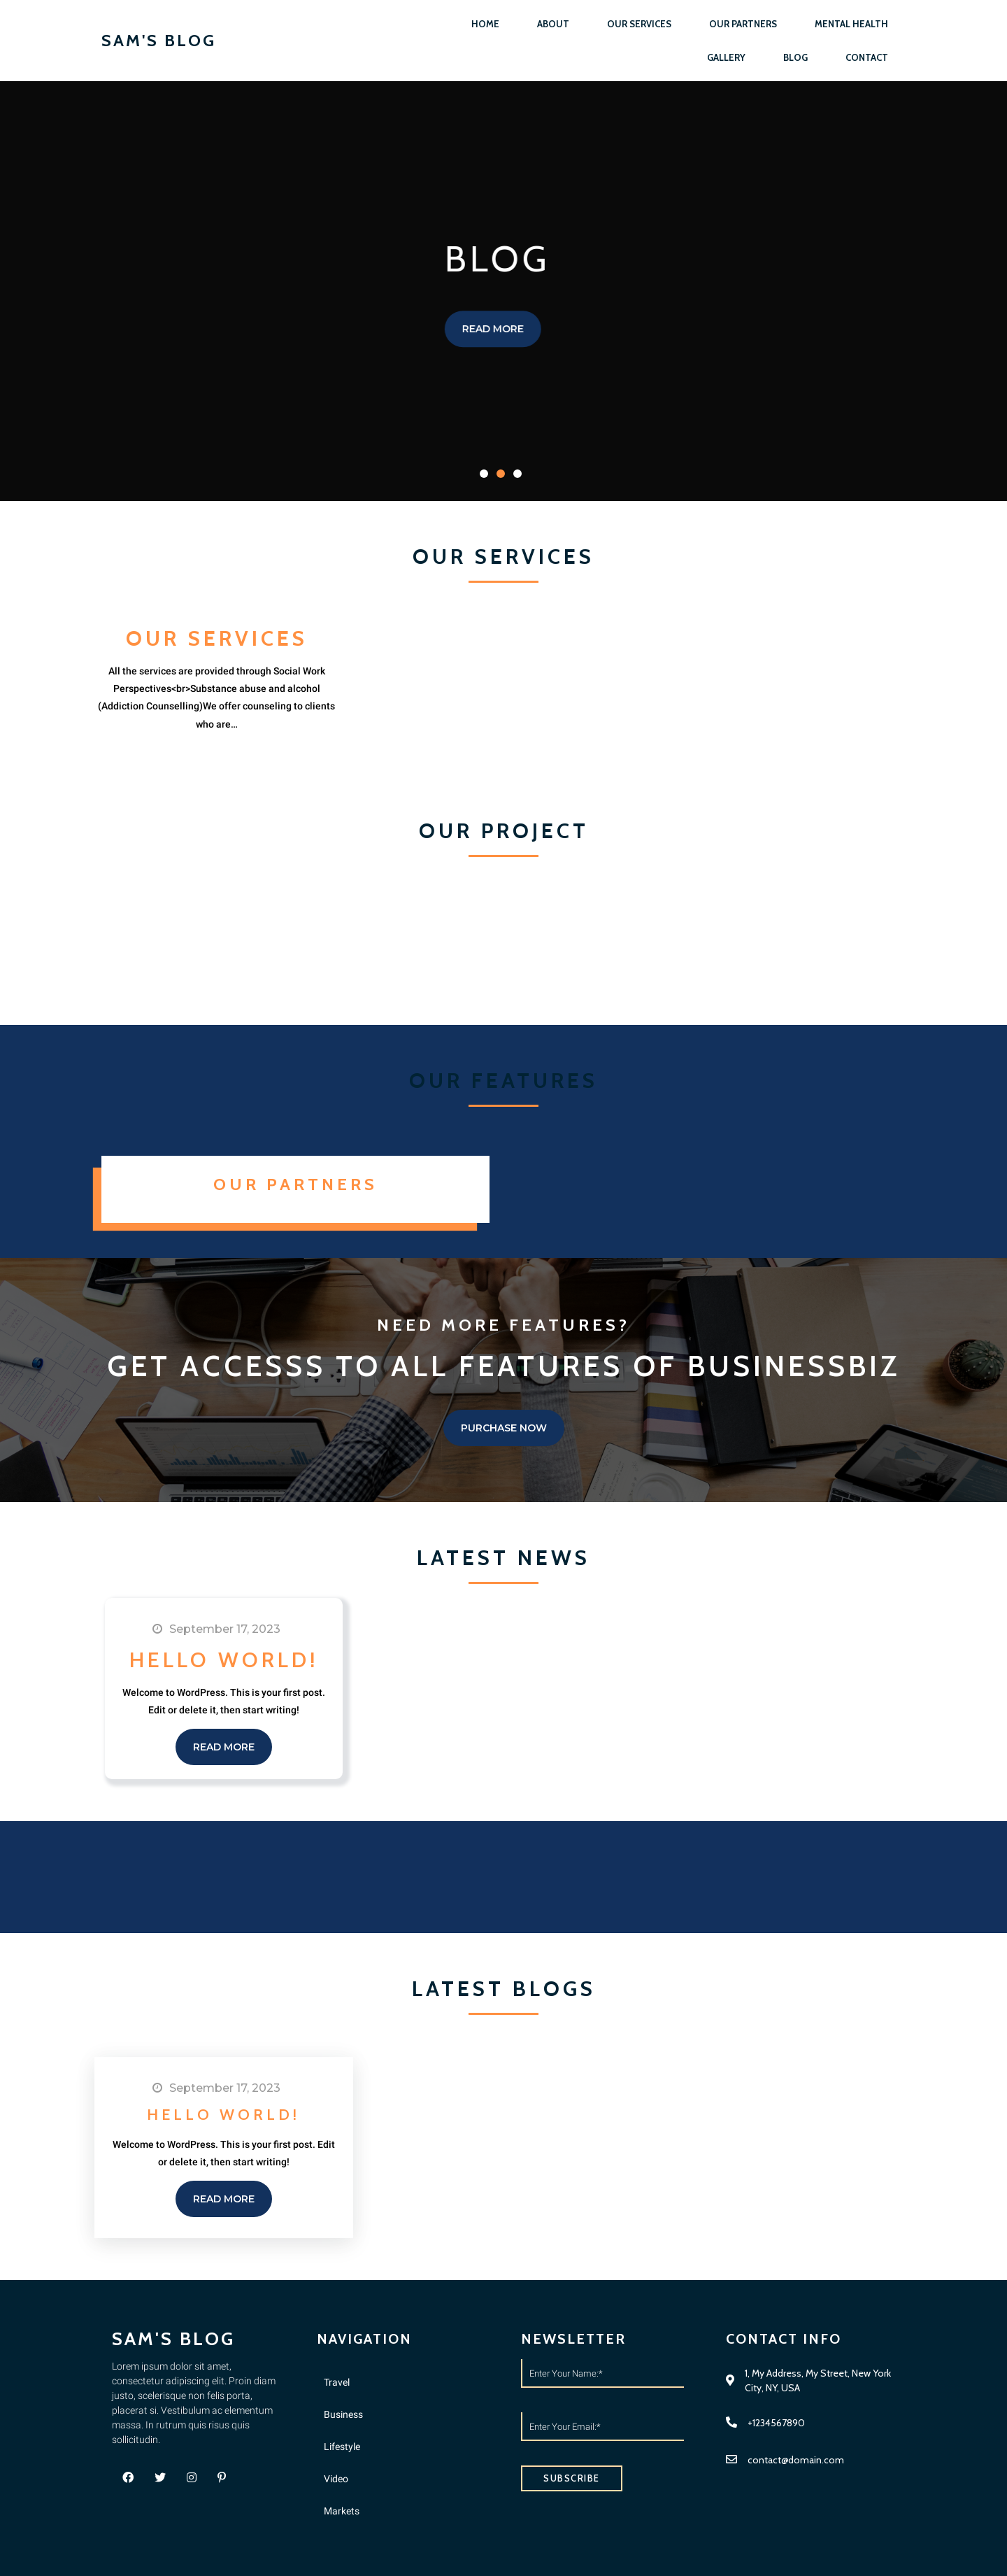 SAM'S BLOG
HOME
ABOUT
OUR SERVICES
OUR PARTNERS
MENTAL HEALTH
GALLERY
BLOG
CONTACT
BLOG
READ MORE
OUR SERVICES
OUR SERVICES
All the services are provided through Social Work
Perspectives<br>Substance abuse and alcohol
(Addiction Counselling)We offer counseling to clients
who are...
OUR PROJECT
OUR FEATURES
OUR PARTNERS
NEED MORE FEATURES?
GET ACCESSS TO ALL FEATURES OF BUSINESSBIZ
PURCHASE NOW
LATEST NEWS
September 17, 2023
HELLO WORLD!
Welcome to WordPress. This is your first post.
Edit or delete it, then start writing!
READ MORE
LATEST BLOGS
September 17, 2023
HELLO WORLD!
Welcome to WordPress. This is your first post. Edit
or delete it, then start writing!
READ MORE
SAM'S BLOG
Lorem ipsum dolor sit amet,
consectetur adipiscing elit. Proin diam
justo, scelerisque non felis porta,
placerat si. Vestibulum ac elementum
massa. In rutrum quis risus quis
sollicitudin.
NAVIGATION
Travel
Business
Lifestyle
Video
Markets
NEWSLETTER
Enter Your Name:*
Enter Your Email:*
SUBSCRIBE
CONTACT INFO
1, My Address, My Street, New York
City, NY, USA
+1234567890
contact@domain.com